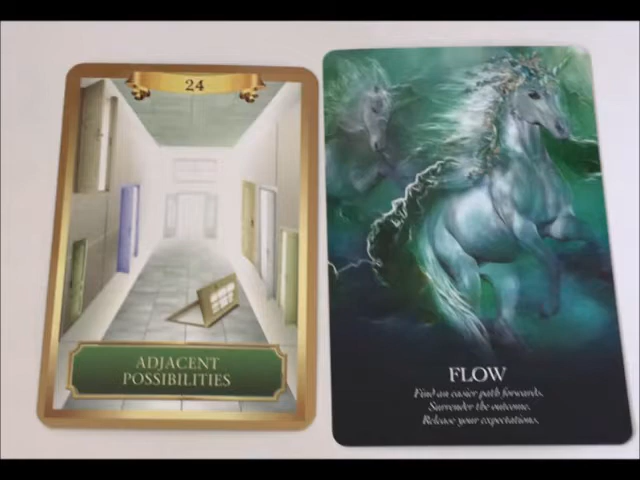 24
ADJACENT
POSSIBILITIES
FLOW
Find an easier path forwards.
Surrender the outcome.
Release your expectations.